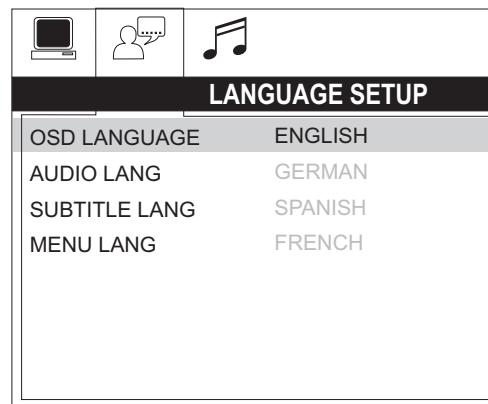 LANGUAGE SETUP
OSD LANGUAGE ENGLISH
AUDIO LANG GERMAN
SUBTITLE LANG SPANISH
MENU LANG FRENCH